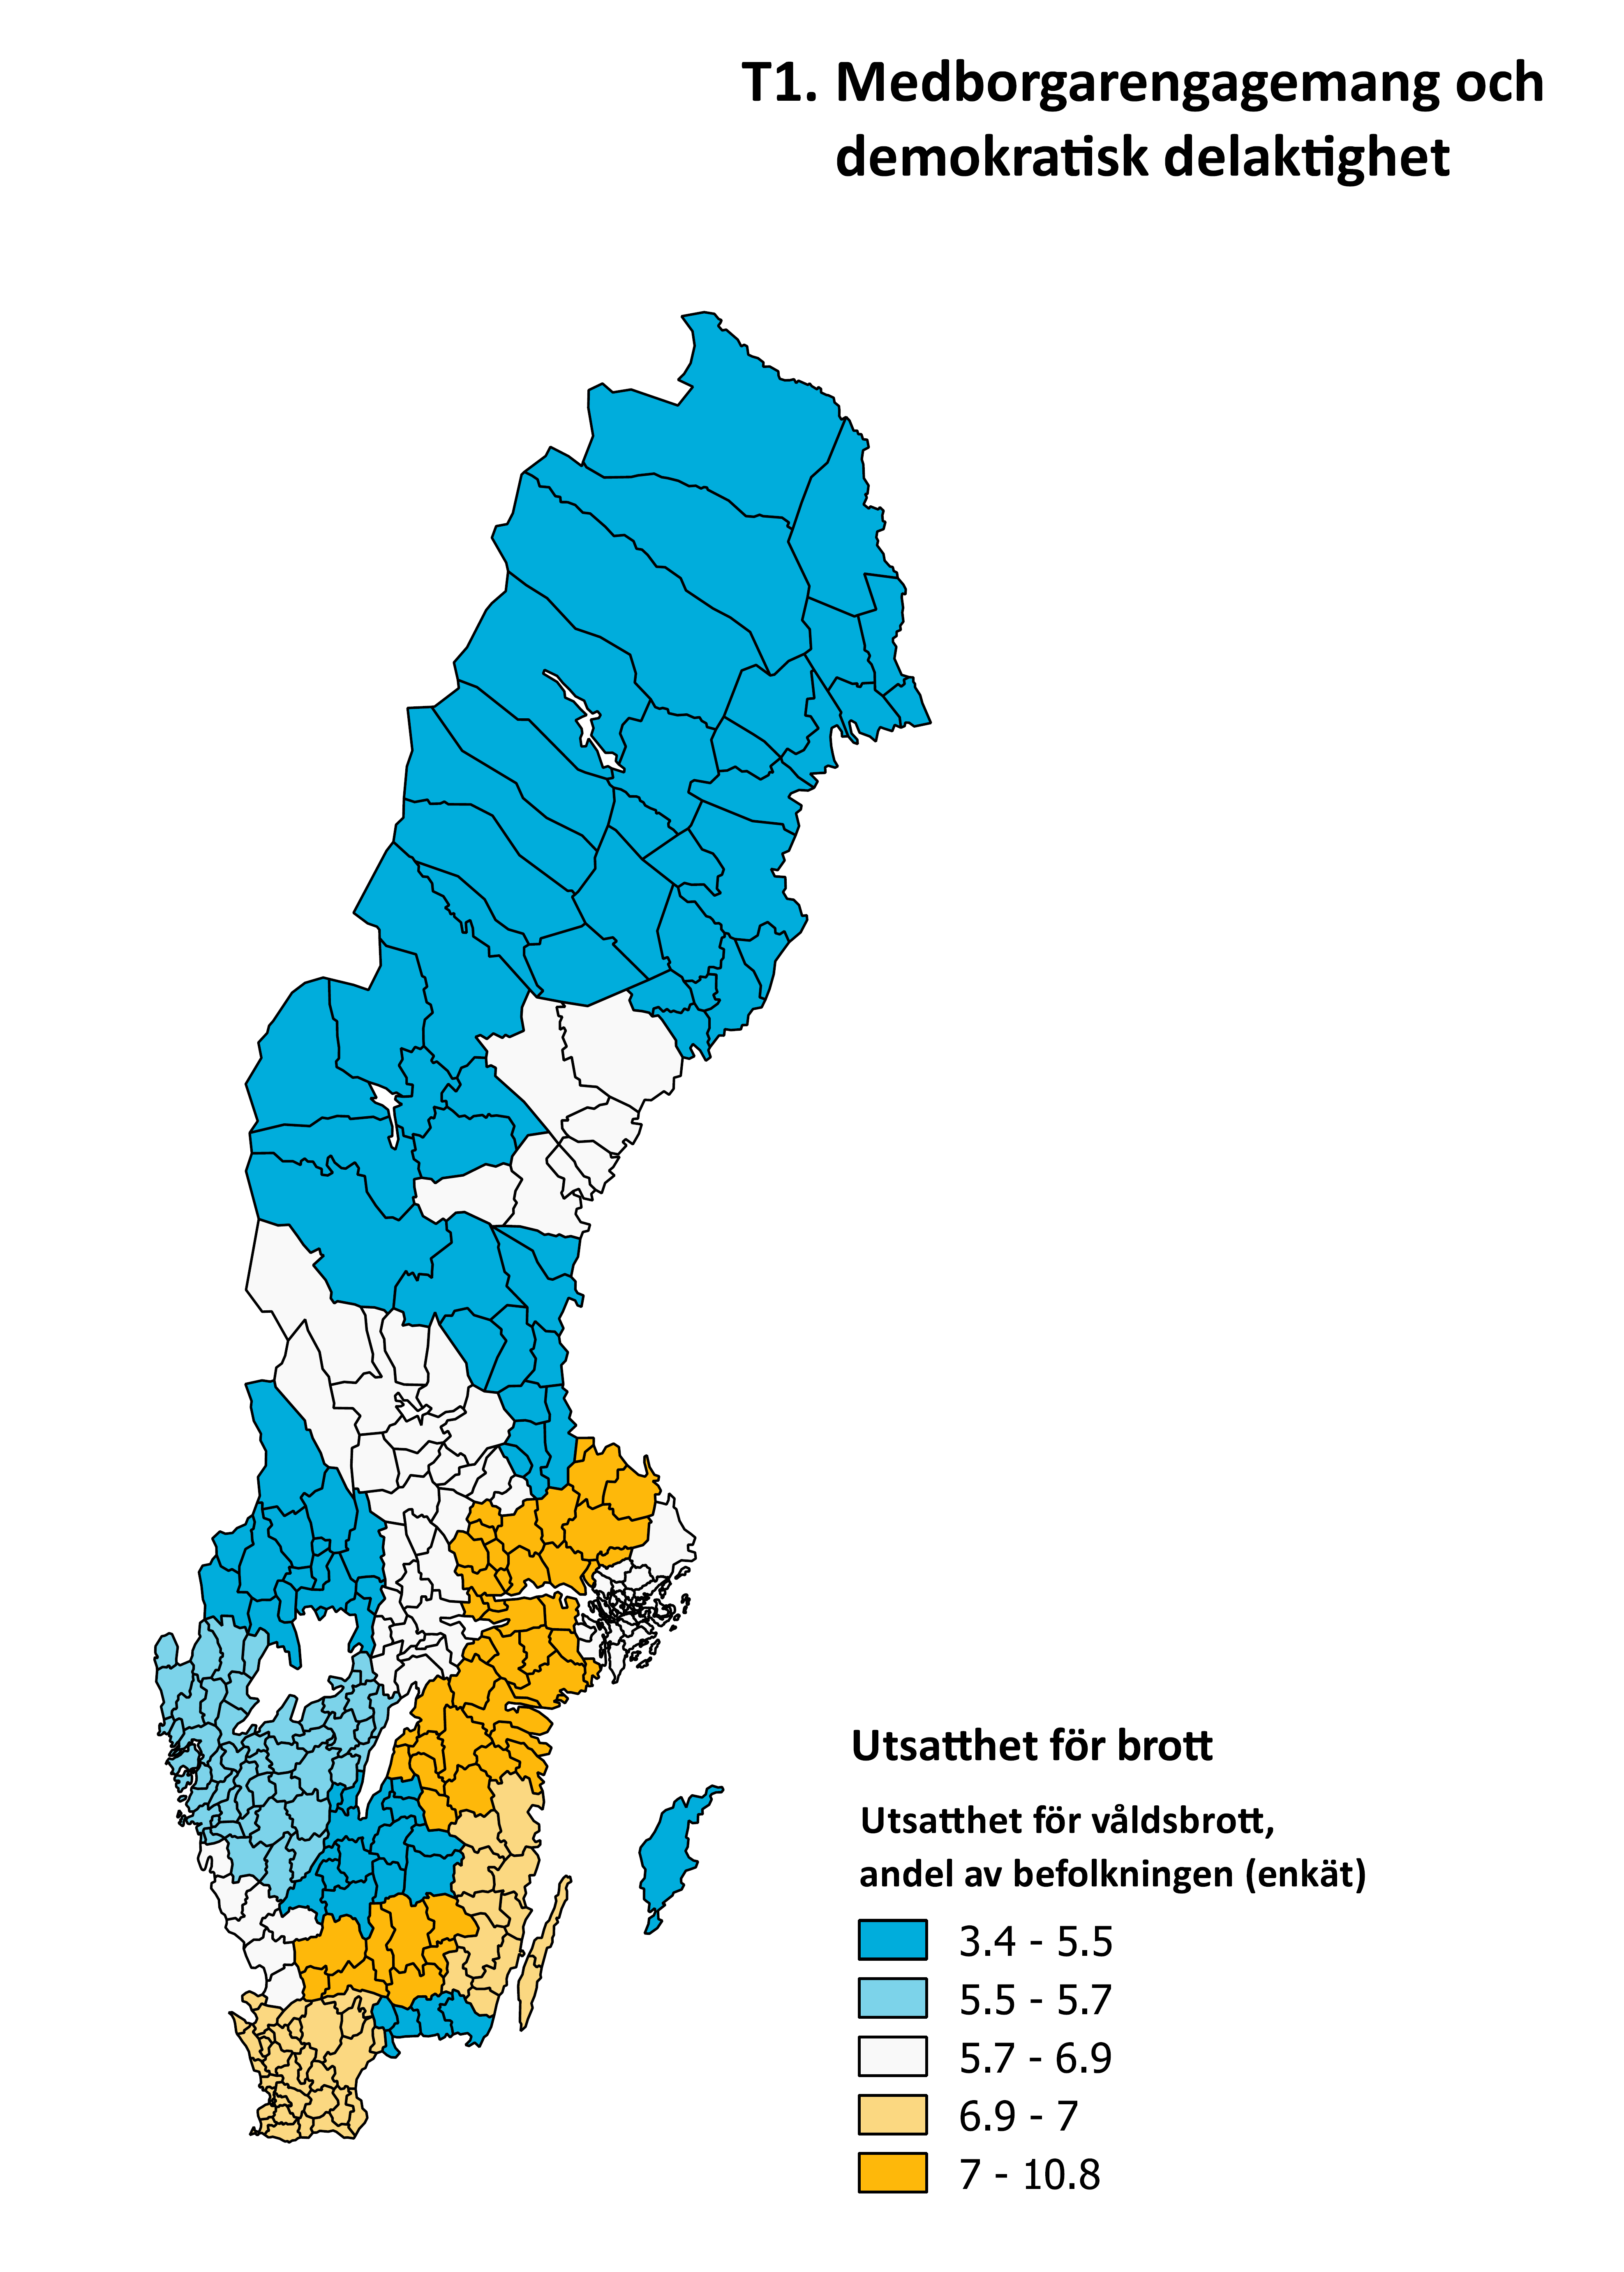 T1. Medborgarengagemang och
demokratisk delaktighet
Utsatthet för brott
Utsatthet för våldsbrott,
andel av befolkningen (enkät)
3.4 - 5.5
5.5 - 5.7
5.7 - 6.9
6.9 - 7
7 - 10.8